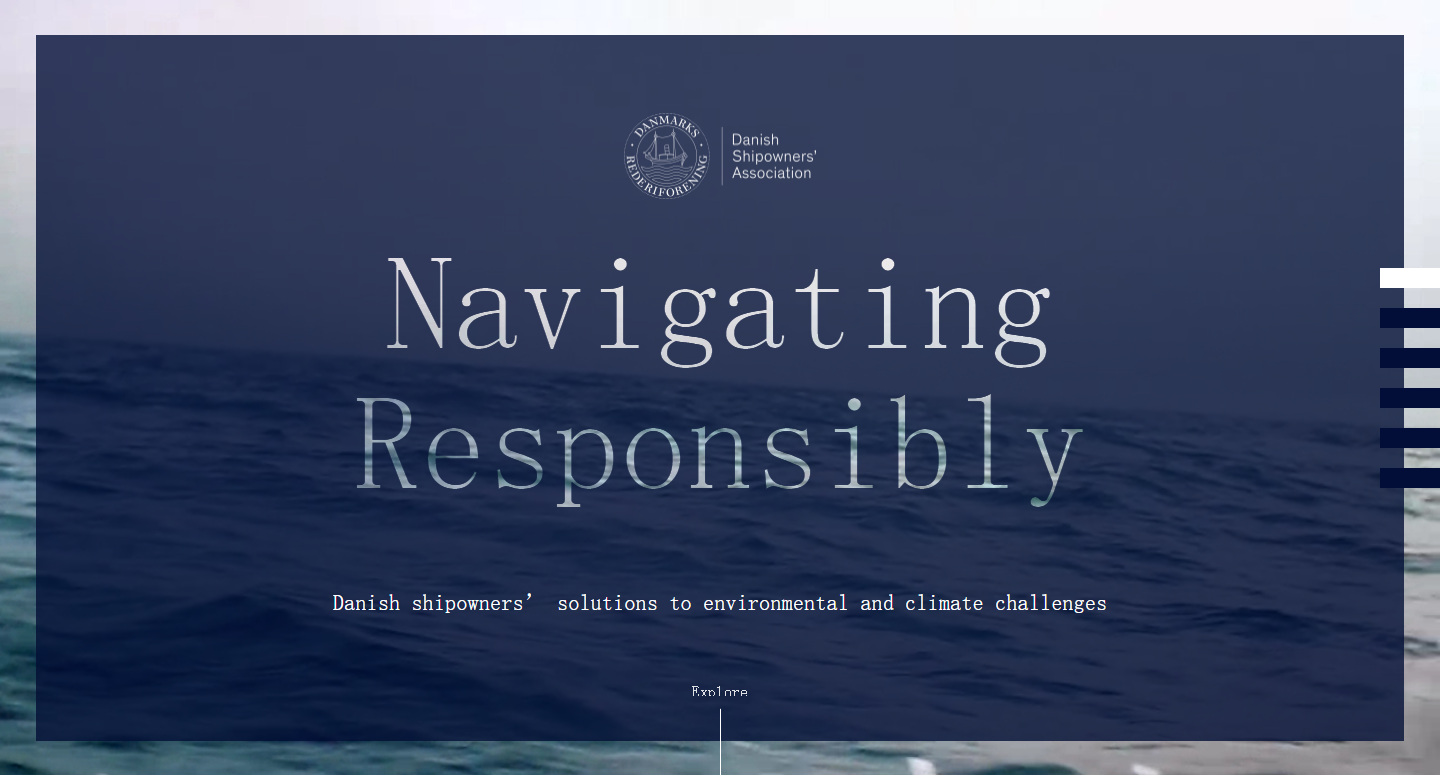 DANMARKS
REDERIFORENING
Danish
Shipowners'
Association
Navigating
Responsibly
Danish shipowners’ solutions to environmental and climate challenges
Explore